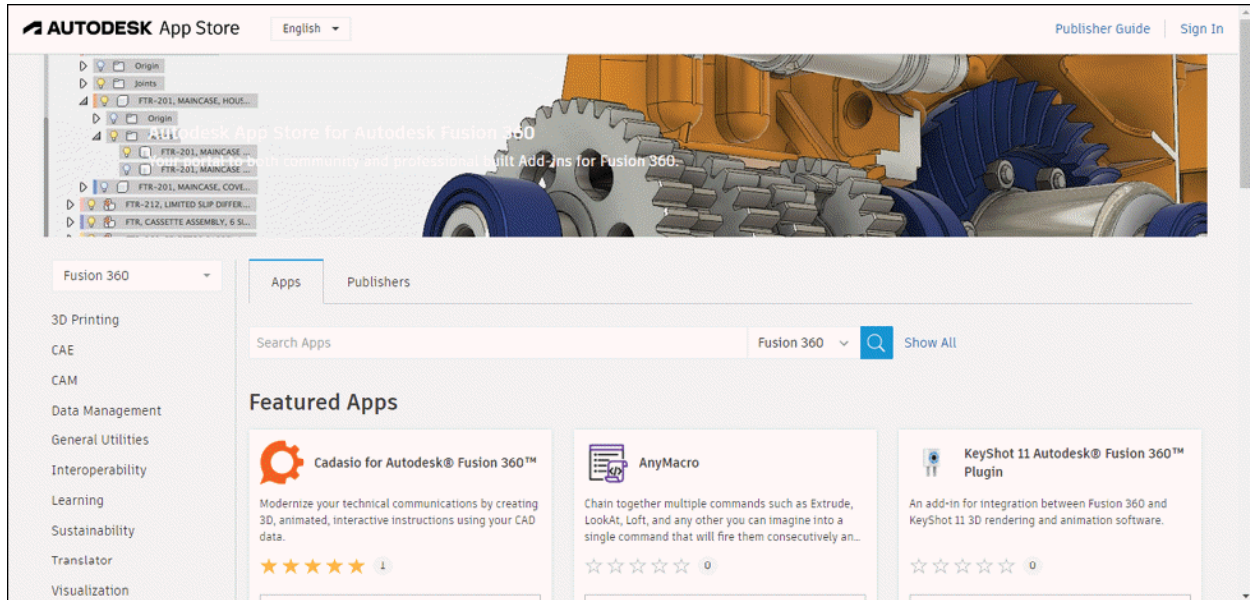 AUTODESK App Store
English
Publisher Guide
Sign In
Origin
Joints
FTR-201, MAINCASE, HOUS...
Origin
FTR-201, MAINCASE ...
FTR-201, MAINCASE ...
FTR-201, MAINCASE, COVE...
FTR-212, LIMITED SLIP DIFFER...
FTR, CASSETTE ASSEMBLY, 6 SL...
Autodesk App Store for Autodesk Fusion 360
Your portal to both community and professional built Add-ins for Fusion 360.
Fusion 360
3D Printing
CAE
CAM
Data Management
General Utilities
Interoperability
Learning
Sustainability
Translator
Visualization
Apps
Publishers
Search Apps
Fusion 360
Show All
Featured Apps
Cadasio for Autodesk® Fusion 360™
Modernize your technical communications by creating
3D, animated, interactive instructions using your CAD
data.
1
AnyMacro
Chain together multiple commands such as Extrude,
LookAt, Loft, and any other you can imagine into a
single command that will fire them consecutively an...
0
KeyShot 11 Autodesk® Fusion 360™
Plugin
An add-in for integration between Fusion 360 and
KeyShot 11 3D rendering and animation software.
0